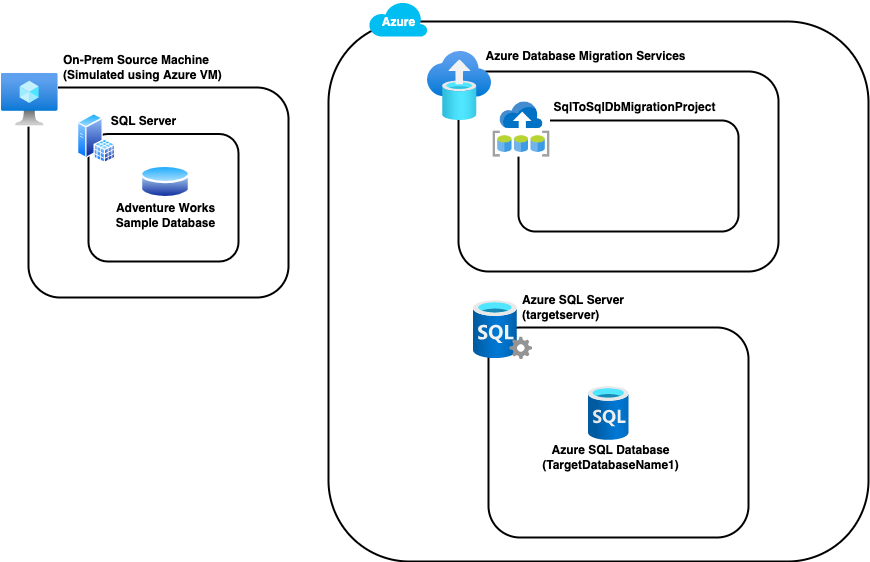 On-Prem Source Machine
(Simulated using Azure VM)
SQL Server
Adventure Works
Sample Database
Azure
Azure Database Migration Services
SqlToSqlDbMigrationProject
Azure SQL Server
(targetserver)
SQL
SQL
Azure SQL Database
(TargetDatabaseName1)